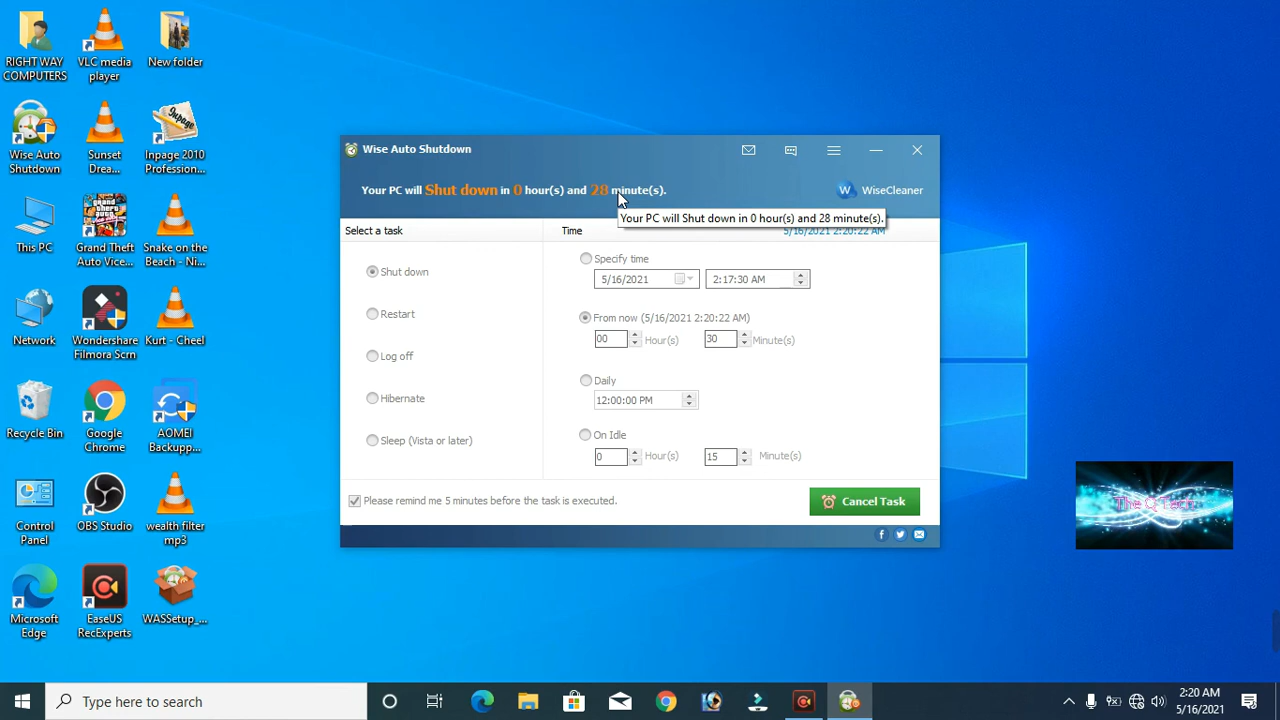 RIGHT WAY
COMPUTERS
VLC media
player
New folder
Wise Auto
Shutdown
Sunset
Drea...
Inpage 2010
Profession...
This PC
Grand Theft
Auto Vice...
Snake on the
Beach - Ni...
Network
Wondershare
Filmora Scrn
Kurt - Cheel
Recycle Bin
Google
Chrome
AOMEI
Backupp...
Control
Panel
OBS Studio
wealth filter
mp3
Microsoft
Edge
EaseUS
RecExperts
WASSetup_...
Wise Auto Shutdown
Your PC will Shut down in 0 hour(s) and 28 minute(s).
W WiseCleaner
Your PC will Shut down in 0 hour(s) and 28 minute(s).
Select a task
Time
5/16/2021 2:20:22 AM
Shut down
Restart
Log off
Hibernate
Sleep (Vista or later)
Specify time
5/16/2021
2:17:30 AM
From now (5/16/2021 2:20:22 AM)
00 Hour(s) 30 Minute(s)
Daily
12:00:00 PM
On Idle
0 Hour(s) 15 Minute(s)
Please remind me 5 minutes before the task is executed.
Cancel Task
The Q Tech
Type here to search
2:20 AM
5/16/2021